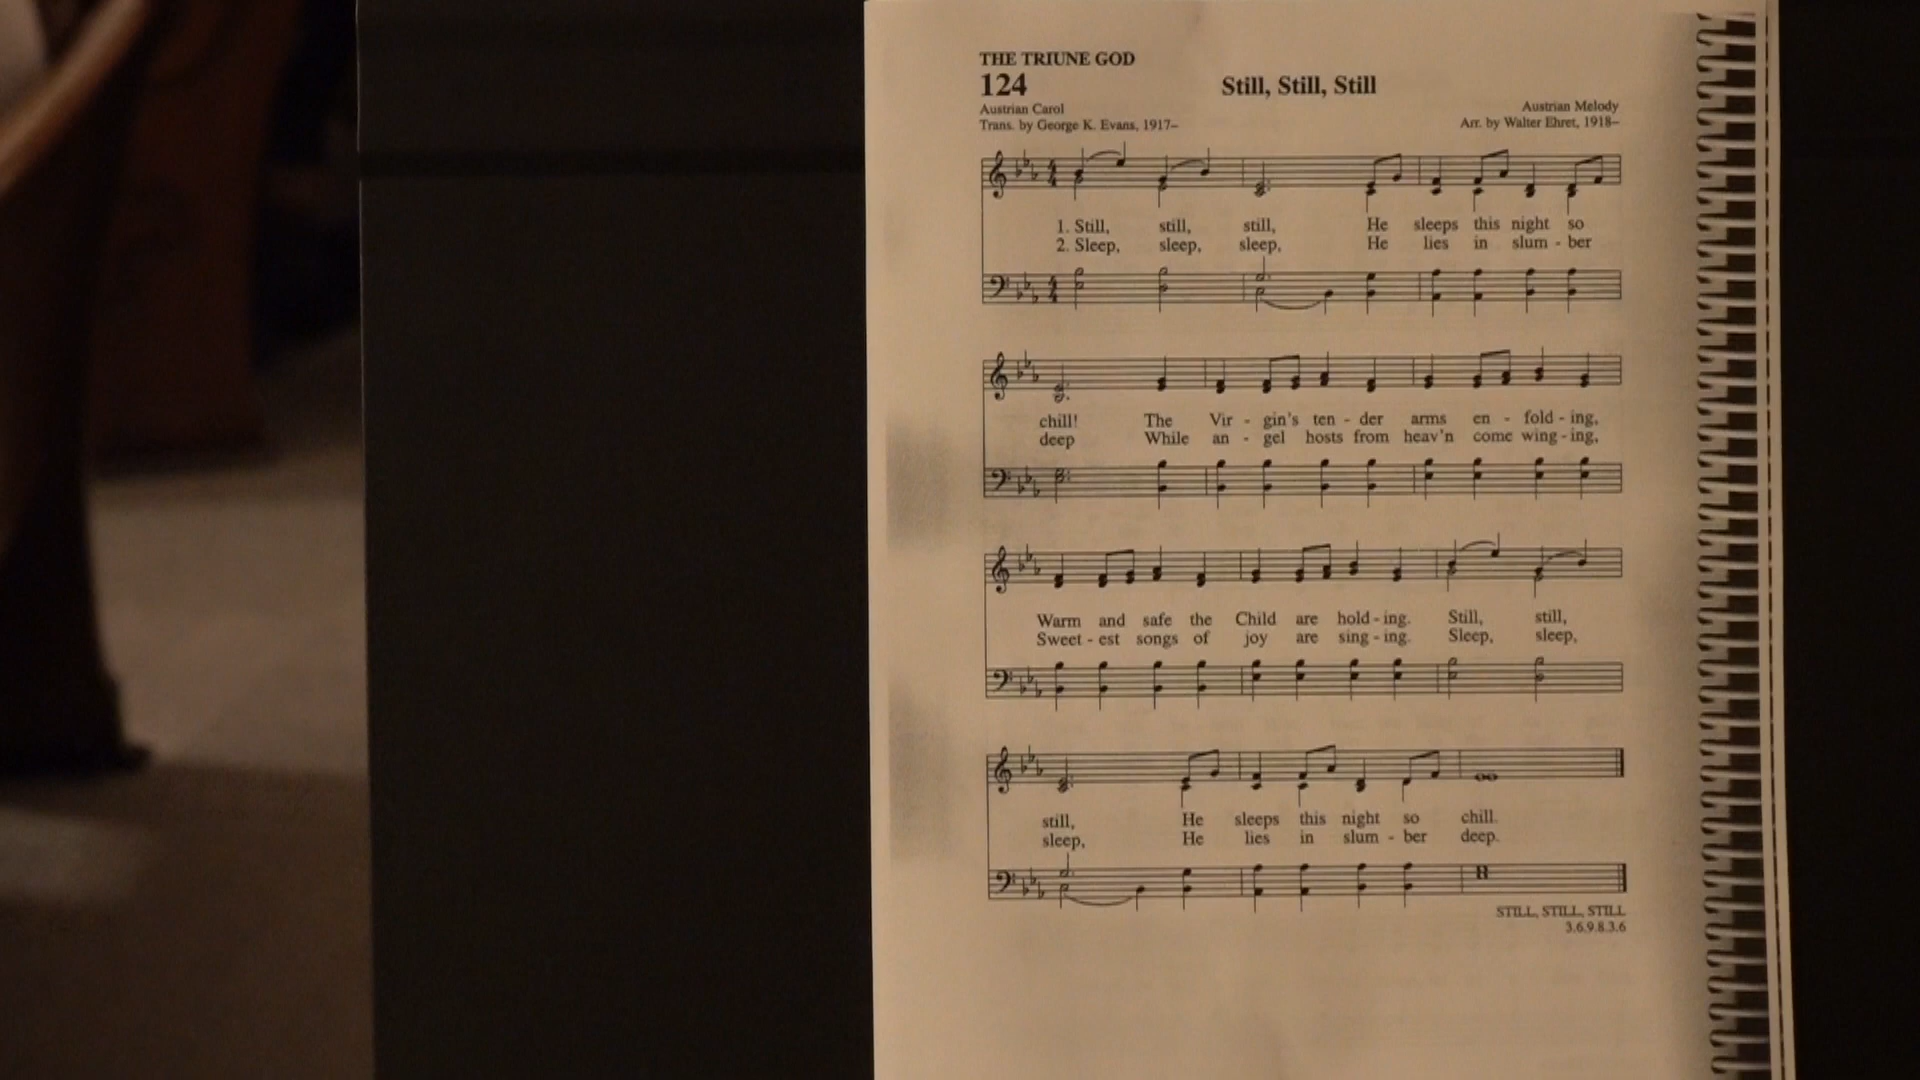 THE TRIUNE GOD
124 Still, Still, Still
Austrian Carol Austrian Melody
Trans. by George K. Evans, 1917– Arr. by Walter Ehret, 1918–
1. Still, still, still, He sleeps this night so
2. Sleep, sleep, sleep, He lies in slum - ber
chill! The Vir - gin's ten - der arms en - fold - ing,
deep While an - gel hosts from heav'n come wing - ing,
Warm and safe the Child are hold - ing. Still, still,
Sweet - est songs of joy are sing - ing. Sleep, sleep,
still, He sleeps this night so chill.
sleep, He lies in slum - ber deep.
STILL, STILL, STILL
3.6.9.8.3.6